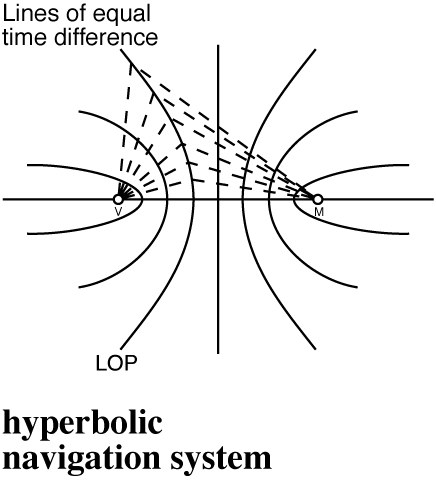 Lines of equal
time difference
V
M
LOP
hyperbolic
navigation system